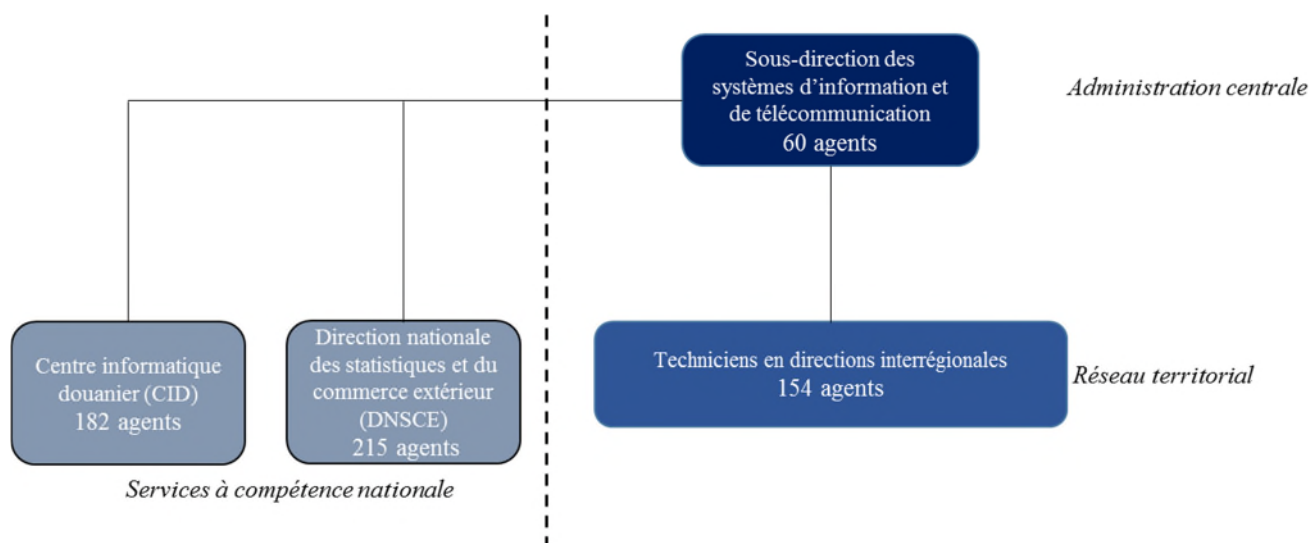 Sous-direction des
systèmes d'information et
de télécommunication
60 agents
Administration centrale
Centre informatique
douanier (CID)
182 agents
Direction nationale
des statistiques et du
commerce extérieur
(DNSCE)
215 agents
Services à compétence nationale
Techniciens en directions interrégionales
154 agents
Réseau territorial